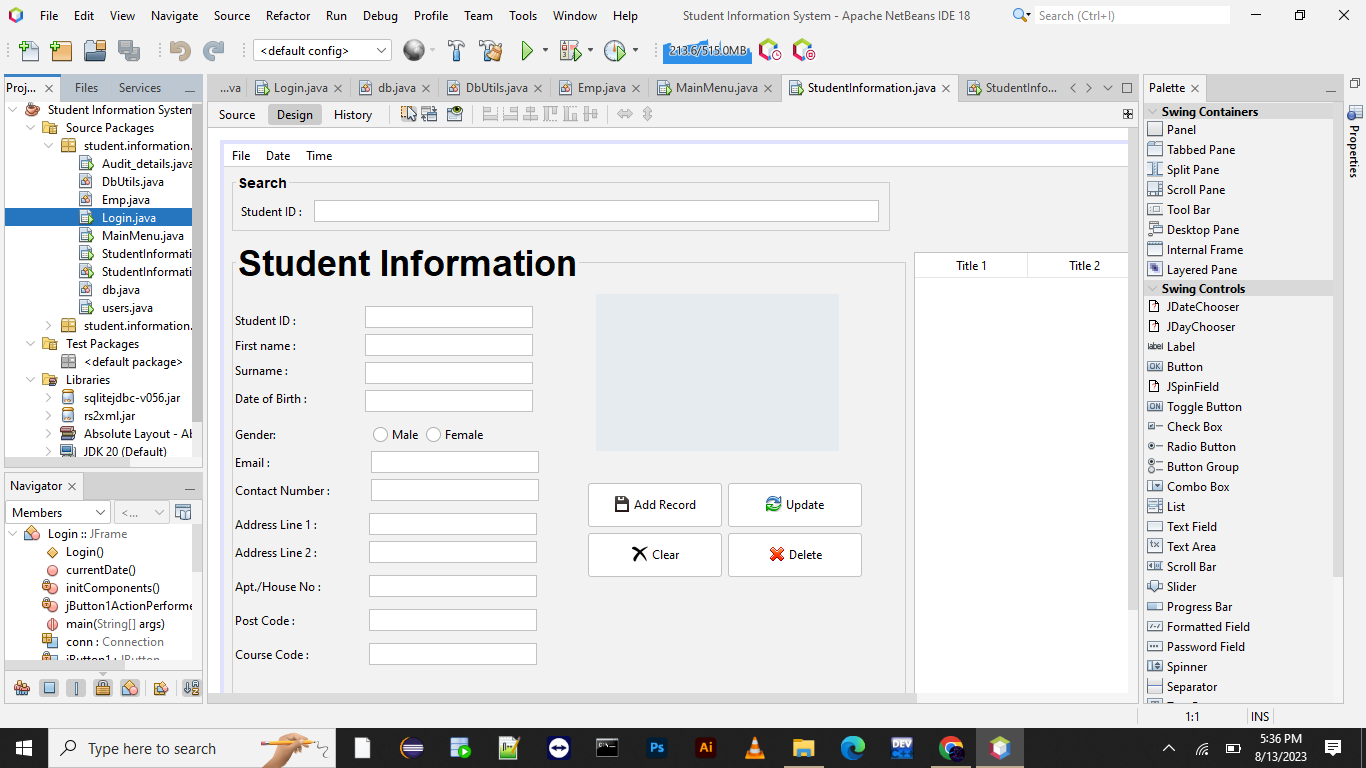 File Edit View Navigate Source Refactor Run Debug Profile Team Tools Window Help
Student Information System - Apache NetBeans IDE 18
Search (Ctrl+I)
<default config>
213.6/515.0MB
Proj... Files Services
Student Information System
Source Packages
student.information.
Audit_details.java
DbUtils.java
Emp.java
Login.java
MainMenu.java
StudentInformati
StudentInformati
db.java
users.java
student.information.
Test Packages
<default package>
Libraries
sqlitejdbc-v056.jar
rs2xml.jar
Absolute Layout - Ab
JDK 20 (Default)
Navigator
Members
<...
Login :: JFrame
Login()
currentDate()
initComponents()
jButton1ActionPerforme
main(String[] args)
conn : Connection
jButton1 : JButton
...va Login.java db.java DbUtils.java Emp.java MainMenu.java StudentInformation.java StudentInfo...
Source Design History
File Date Time
Search
Student ID :
Student Information
Student ID :
First name :
Surname :
Date of Birth :
Gender:
Male Female
Email :
Contact Number :
Address Line 1 :
Address Line 2 :
Apt./House No :
Post Code :
Course Code :
Add Record
Update
Clear
Delete
Title 1 Title 2
Palette
Swing Containers
Panel
Tabbed Pane
Split Pane
Scroll Pane
Tool Bar
Desktop Pane
Internal Frame
Layered Pane
Swing Controls
JDateChooser
JDayChooser
label Label
OK Button
JSpinField
ON Toggle Button
Check Box
Radio Button
Button Group
Combo Box
List
Text Field
Text Area
Scroll Bar
Slider
Progress Bar
Formatted Field
Password Field
Spinner
Separator
Properties
1:1 INS
Type here to search
Ps
Ai
DEV
5:36 PM
8/13/2023